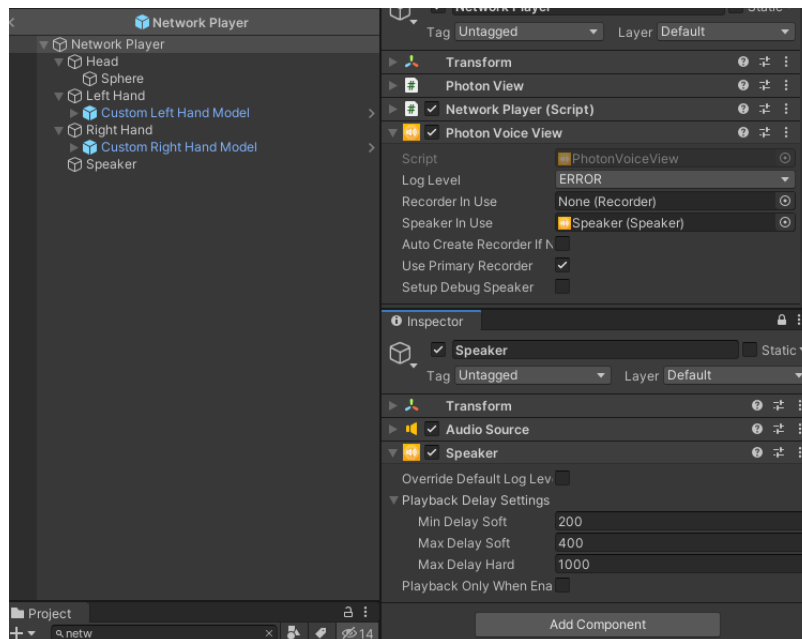 Network Player
Network Player
Head
Sphere
Left Hand
Custom Left Hand Model
Right Hand
Custom Right Hand Model
Speaker
Project
netw
14
Network Player
Static
Tag Untagged Layer Default
Transform
Photon View
Network Player (Script)
Photon Voice View
Script PhotonVoiceView
Log Level ERROR
Recorder In Use None (Recorder)
Speaker In Use Speaker (Speaker)
Auto Create Recorder If N
Use Primary Recorder
Setup Debug Speaker
Inspector
Speaker Static
Tag Untagged Layer Default
Transform
Audio Source
Speaker
Override Default Log Lev
Playback Delay Settings
Min Delay Soft 200
Max Delay Soft 400
Max Delay Hard 1000
Playback Only When Ena
Add Component